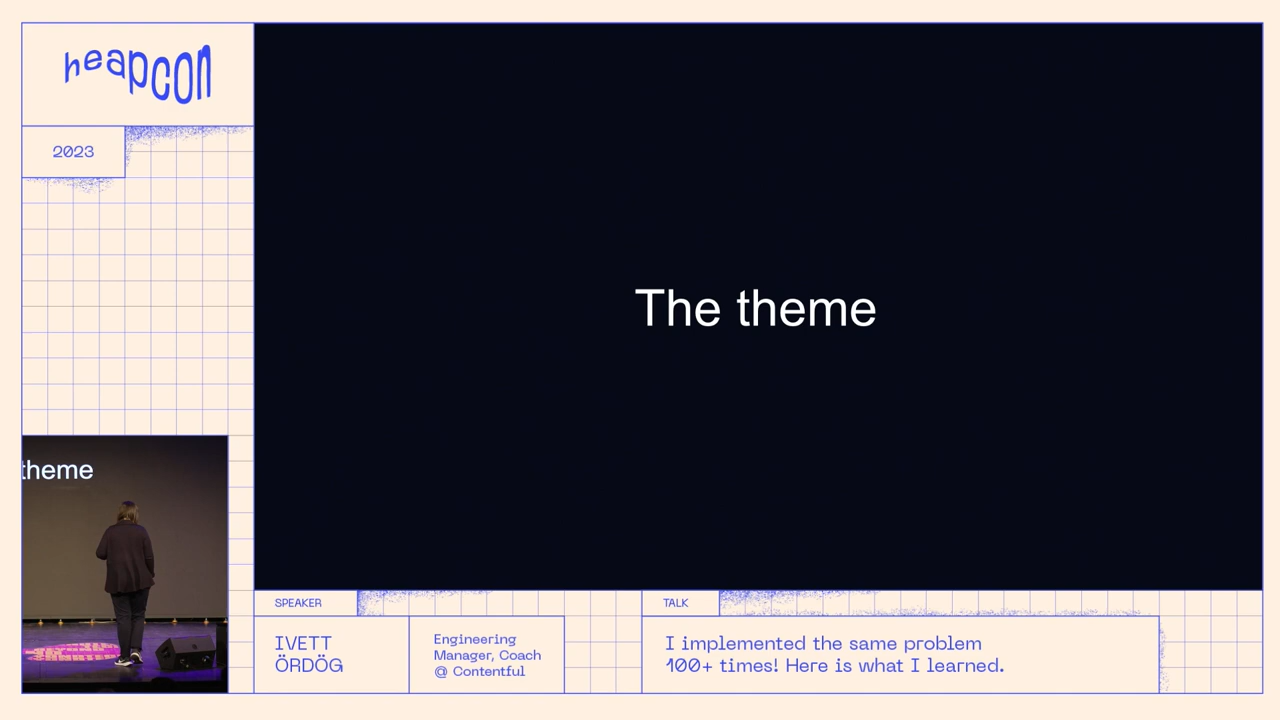 heapcon
2023
The theme
theme
SPEAKER
IVETT
ÖRDÖG
Engineering
Manager, Coach
@ Contentful
TALK
I implemented the same problem
100+ times! Here is what I learned.